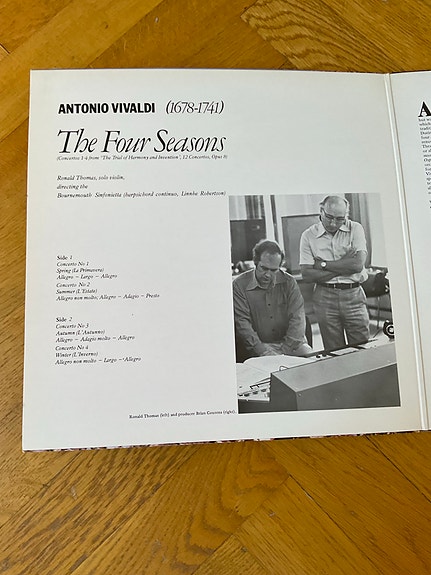 ANTONIO VIVALDI (1678-1741)
The Four Seasons
(Concertos 1-4 from 'The Trial of Harmony and Invention', 12 Concertos, Opus 8)
Ronald Thomas, solo violin,
directing the
Bournemouth Sinfonietta (harpsichord continuo, Linnhe Robertson)
Side 1
Concerto No 1
Spring (La Primavera)
Allegro – Largo – Allegro
Concerto No 2
Summer (L'Estate)
Allegro non molto; Allegro – Adagio – Presto
Side 2
Concerto No 3
Autumn (L'Autunno)
Allegro – Adagio molto – Allegro
Concerto No 4
Winter (L'Inverno)
Allegro non molto – Largo – Allegro
Ronald Thomas (left) and producer Brian Couzens (right).